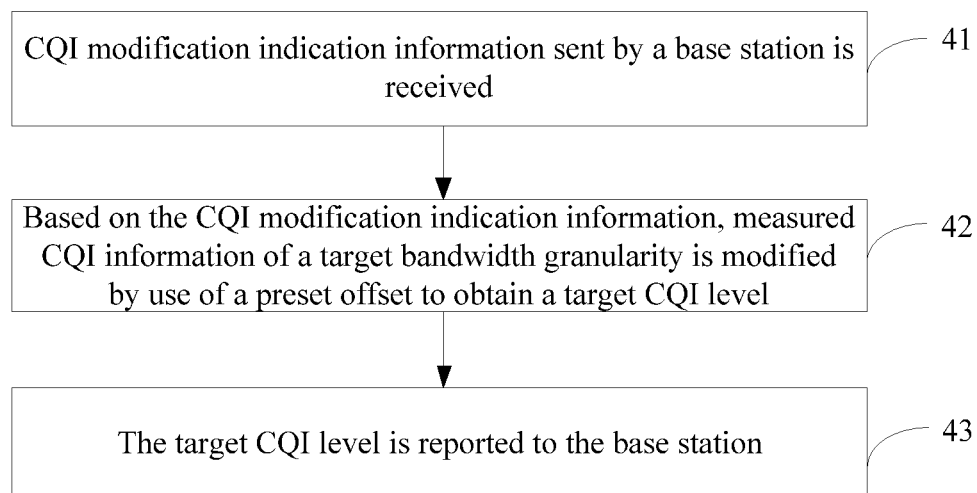 CQI modification indication information sent by a base station is
received
41
Based on the CQI modification indication information, measured
CQI information of a target bandwidth granularity is modified
by use of a preset offset to obtain a target CQI level
42
The target CQI level is reported to the base station
43